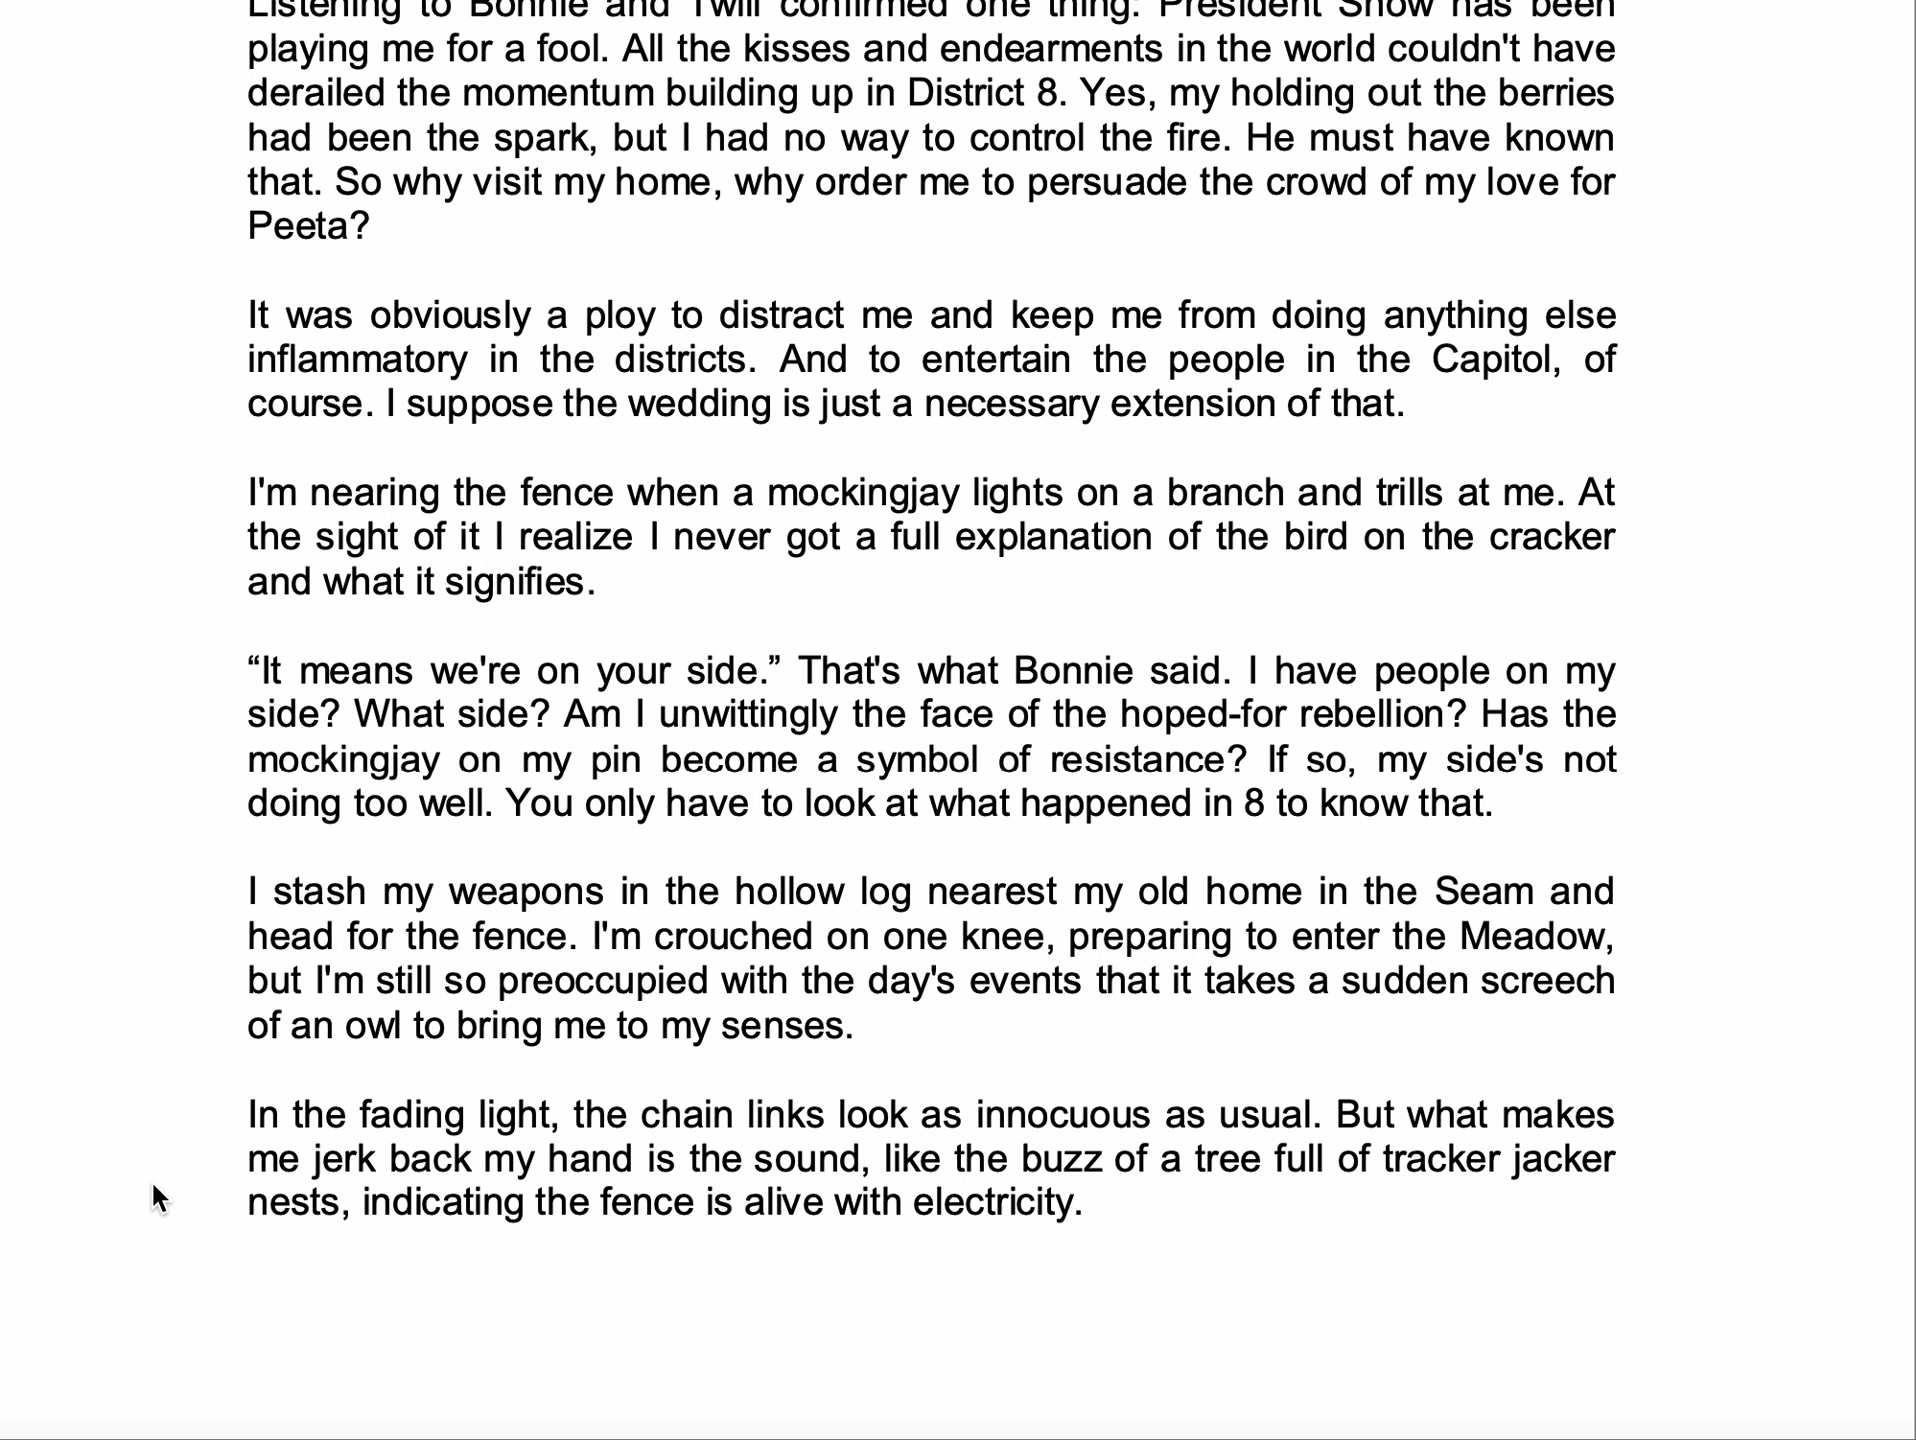 Listening to Bonnie and Twill confirmed one thing: President Snow has been
playing me for a fool. All the kisses and endearments in the world couldn't have
derailed the momentum building up in District 8. Yes, my holding out the berries
had been the spark, but I had no way to control the fire. He must have known
that. So why visit my home, why order me to persuade the crowd of my love for
Peeta?
It was obviously a ploy to distract me and keep me from doing anything else
inflammatory in the districts. And to entertain the people in the Capitol, of
course. I suppose the wedding is just a necessary extension of that.
I'm nearing the fence when a mockingjay lights on a branch and trills at me. At
the sight of it I realize I never got a full explanation of the bird on the cracker
and what it signifies.
“It means we're on your side.” That's what Bonnie said. I have people on my
side? What side? Am I unwittingly the face of the hoped-for rebellion? Has the
mockingjay on my pin become a symbol of resistance? If so, my side's not
doing too well. You only have to look at what happened in 8 to know that.
I stash my weapons in the hollow log nearest my old home in the Seam and
head for the fence. I'm crouched on one knee, preparing to enter the Meadow,
but I'm still so preoccupied with the day's events that it takes a sudden screech
of an owl to bring me to my senses.
In the fading light, the chain links look as innocuous as usual. But what makes
me jerk back my hand is the sound, like the buzz of a tree full of tracker jacker
nests, indicating the fence is alive with electricity.